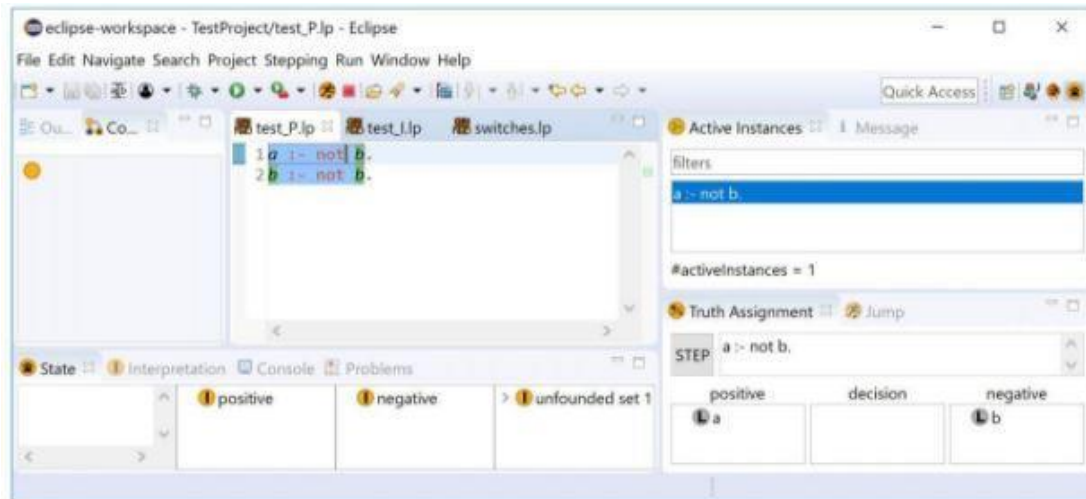 eclipse-workspace - TestProject/test_P.lp - Eclipse
File Edit Navigate Search Project Stepping Run Window Help
Quick Access
Ou... Co...
test_P.lp test_I.lp switches.lp
1 a :- not b.
2 b :- not b.
Active Instances Message
filters
a :- not b.
#activeInstances = 1
Truth Assignment Jump
STEP a :- not b.
positive decision negative
L a L b
State Interpretation Console Problems
I positive I negative > I unfounded set 1